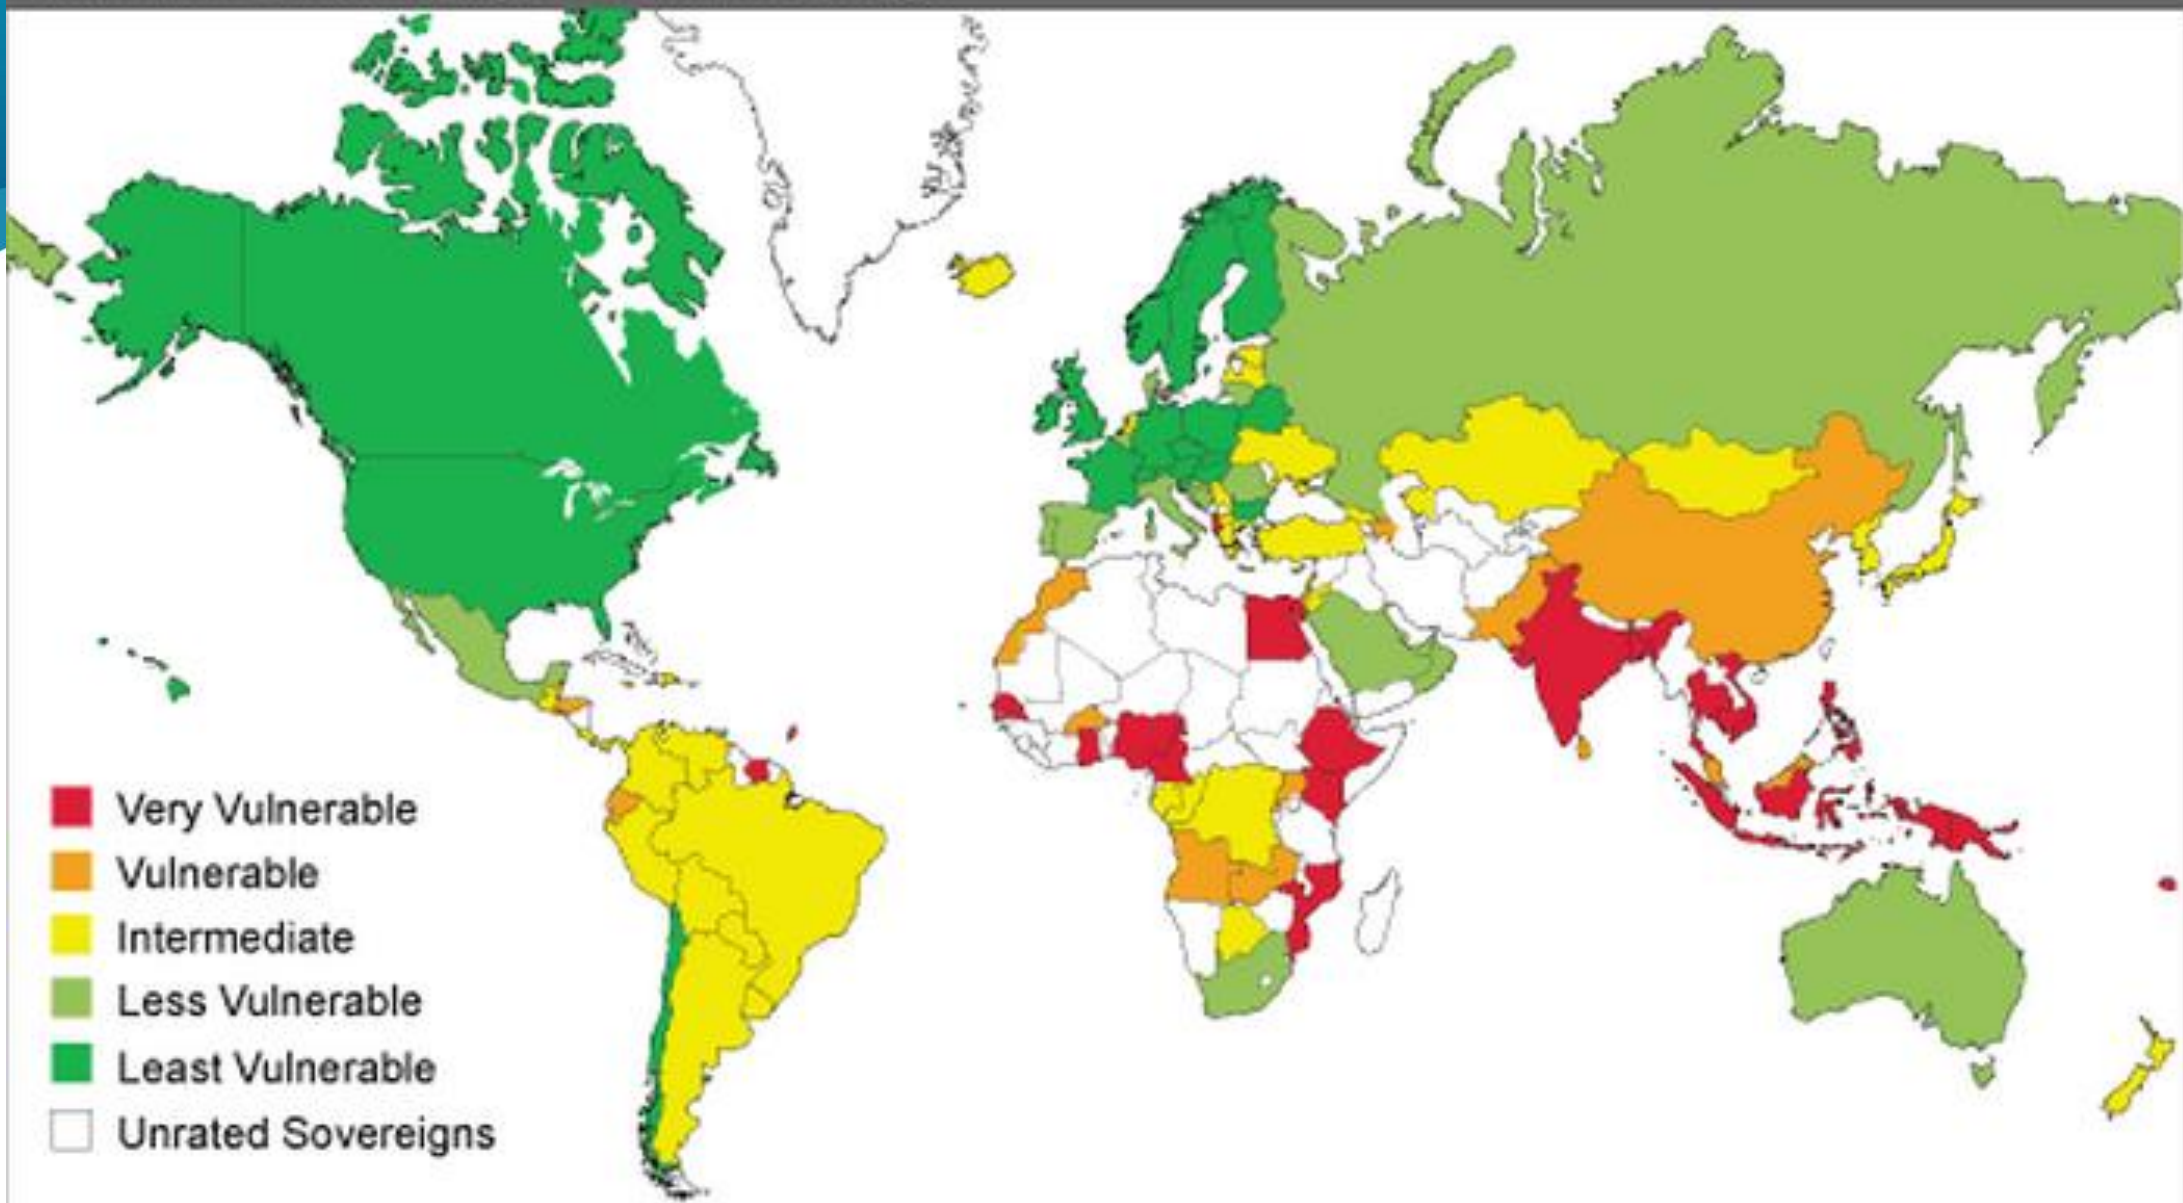 Very Vulnerable
Vulnerable
Intermediate
Less Vulnerable
Least Vulnerable
Unrated Sovereigns